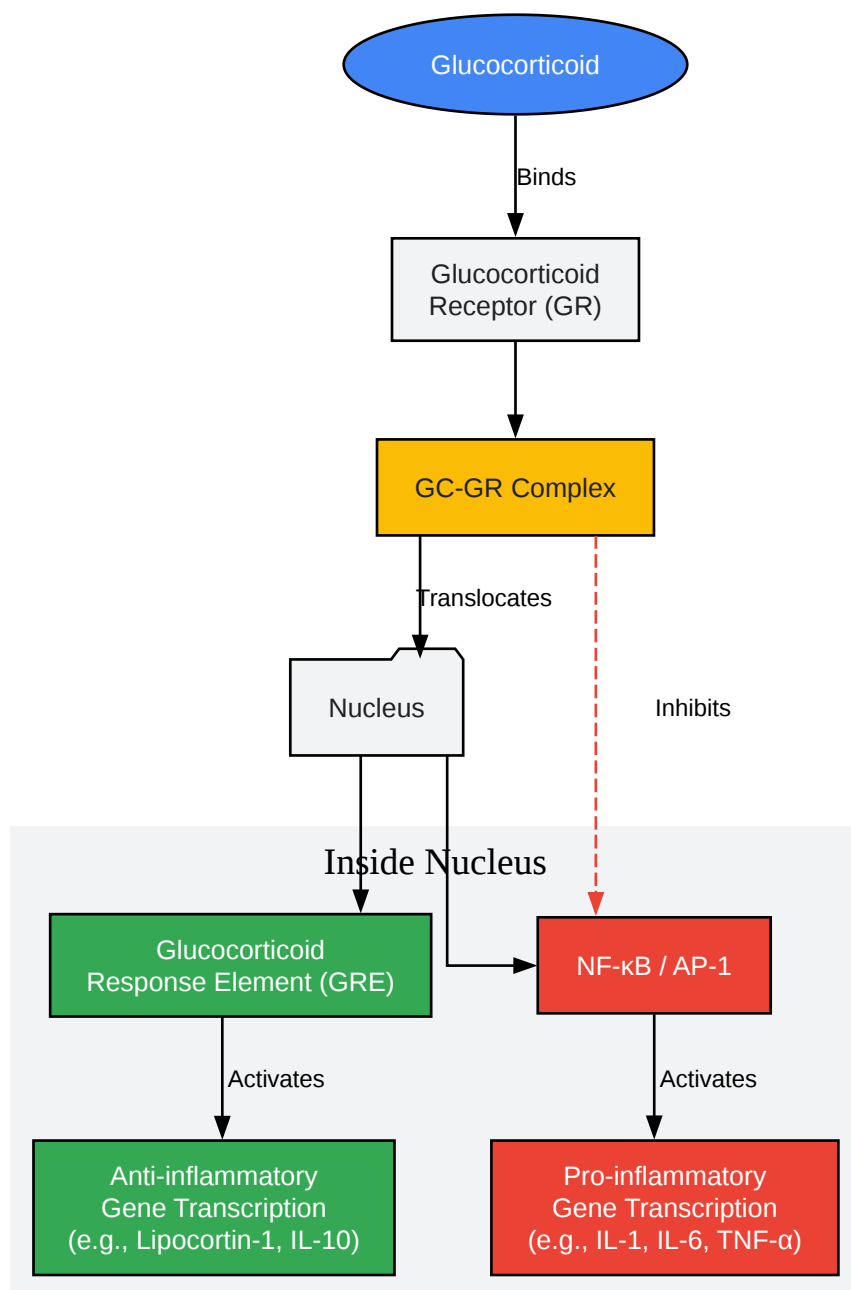 Glucocorticoid
Binds
Glucocorticoid
Receptor (GR)
GC-GR Complex
Translocates
Nucleus
Inhibits
Inside Nucleus
Glucocorticoid
Response Element (GRE)
NF-κB / AP-1
Activates
Activates
Anti-inflammatory
Gene Transcription
(e.g., Lipocortin-1, IL-10)
Pro-inflammatory
Gene Transcription
(e.g., IL-1, IL-6, TNF-α)